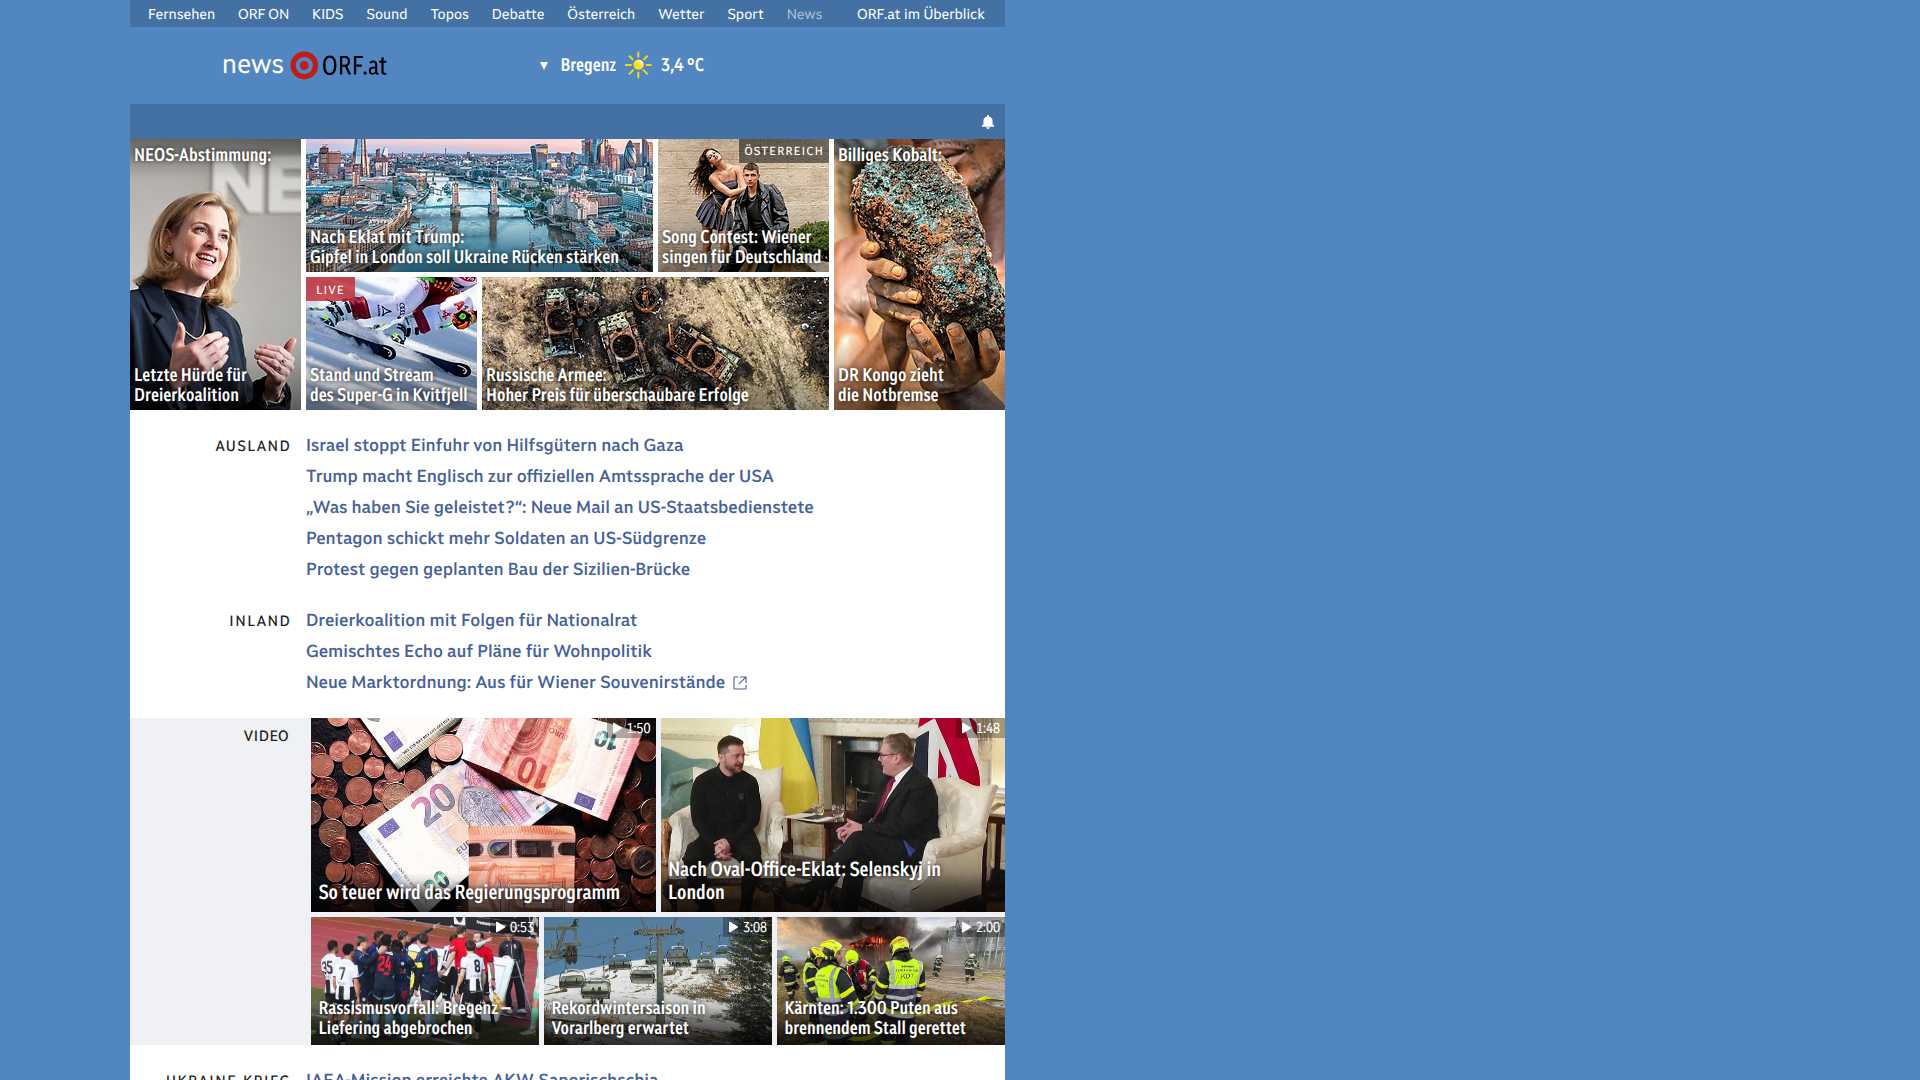 Fernsehen ORF ON KIDS Sound Topos Debatte Österreich Wetter Sport News ORF.at im Überblick
news ORF.at
Bregenz 3,4 °C
NEOS-Abstimmung:
Letzte Hürde für
Dreierkoalition
Nach Eklat mit Trump:
Gipfel in London soll Ukraine Rücken stärken
ÖSTERREICH
Song Contest: Wiener
singen für Deutschland
Billiges Kobalt:
DR Kongo zieht
die Notbremse
LIVE
Stand und Stream
des Super-G in Kvitfjell
Russische Armee:
Hoher Preis für überschaubare Erfolge
AUSLAND
Israel stoppt Einfuhr von Hilfsgütern nach Gaza
Trump macht Englisch zur offiziellen Amtssprache der USA
„Was haben Sie geleistet?“: Neue Mail an US-Staatsbedienstete
Pentagon schickt mehr Soldaten an US-Südgrenze
Protest gegen geplanten Bau der Sizilien-Brücke
INLAND
Dreierkoalition mit Folgen für Nationalrat
Gemischtes Echo auf Pläne für Wohnpolitik
Neue Marktordnung: Aus für Wiener Souvenirstände
VIDEO
1:50
So teuer wird das Regierungsprogramm
1:48
Nach Oval-Office-Eklat: Selenskyj in
London
0:53
Rassismusvorfall: Bregenz –
Liefering abgebrochen
3:08
Rekordwintersaison in
Vorarlberg erwartet
2:00
Kärnten: 1.300 Puten aus
brennendem Stall gerettet
UKRAINE-KRIEG
IAEA-Mission erreichte AKW Saporischschja